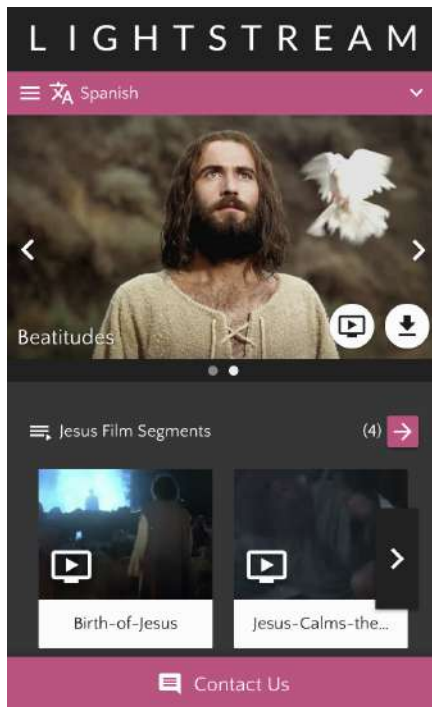 LIGHTSTREAM
Spanish
Beatitudes
Jesus Film Segments (4)
Birth-of-Jesus
Jesus-Calms-the...
Contact Us